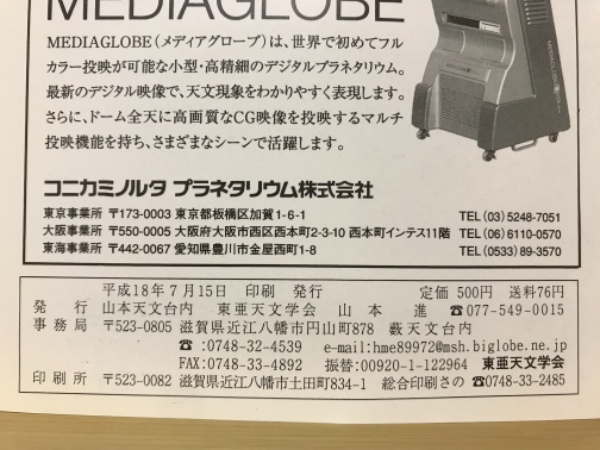 MEDIAGLOBE
MEDIAGLOBE（メディアグローブ）は、世界で初めてフル
カラー投映が可能な小型・高精細のデジタルプラネタリウム。
最新のデジタル映像で、天文現象をわかりやすく表現します。
さらに、ドーム全天に高画質なCG映像を投映するマルチ
投映機能を持ち、さまざまなシーンで活躍します。
コニカミノルタ プラネタリウム株式会社
東京事業所 〒173-0003 東京都板橋区加賀1-6-1 TEL(03)5248-7051
大阪事業所 〒550-0005 大阪府大阪市西区西本町2-3-10 西本町インテス11階 TEL(06)6110-0570
東海事業所 〒442-0067 愛知県豊川市金屋西町1-8 TEL(0533)89-3570
平成18年7月15日 印刷 発行 定価 500円 送料76円
発行 山本天文台内 東亜天文学会 山本 進 ☎077-549-0015
事務局 〒523-0805 滋賀県近江八幡市円山町878 藪天文台内
☎:0748-32-4539 e-mail:hme89972@msh.biglobe.ne.jp
FAX:0748-33-4892 振替:00920-1-122964 東亜天文学会
印刷所 〒523-0082 滋賀県近江八幡市土田町834-1 総合印刷さの ☎0748-33-2485